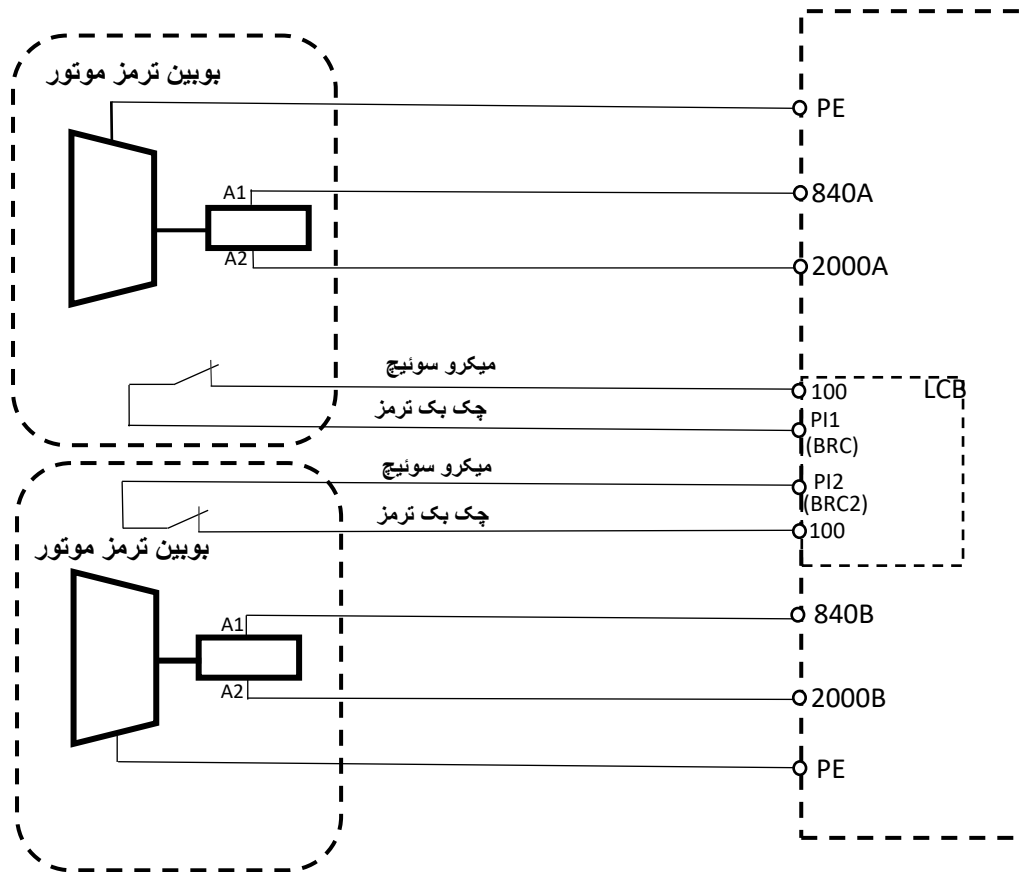 بوبین ترمز موتور
PE
A1
840A
A2
2000A
میکرو سوئیچ
100
LCB
چک بک ترمز
PI1
(BRC)
میکرو سوئیچ
PI2
(BRC2)
چک بک ترمز
100
بوبین ترمز موتور
A1
840B
A2
2000B
PE